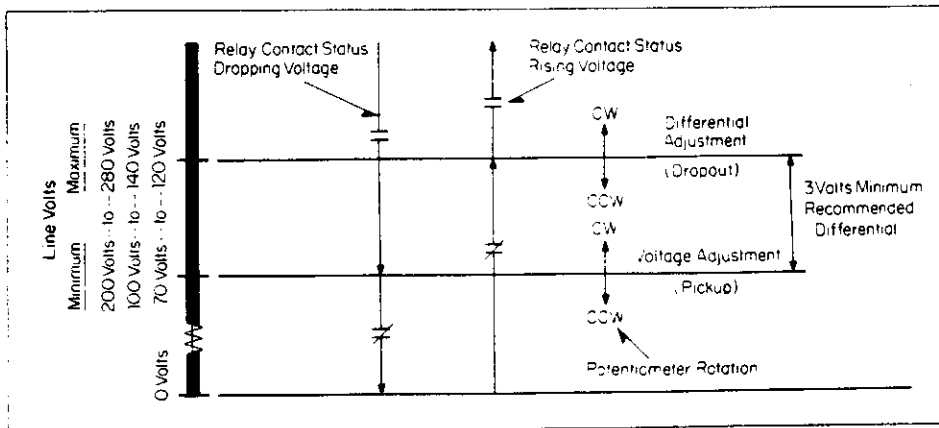 Relay Contact Status
Dropping Voltage
Relay Contact Status
Rising Voltage
CW
Differential
Adjustment
(Dropout)
CCW
CW
3 Volts Minimum
Recommended
Differential
Voltage Adjustment
(Pickup)
CCW
Potentiometer Rotation
Line Volts
Minimum Maximum
200 Volts -- to -- 280 Volts
100 Volts -- to -- 140 Volts
70 Volts -- to -- 120 Volts
0 Volts